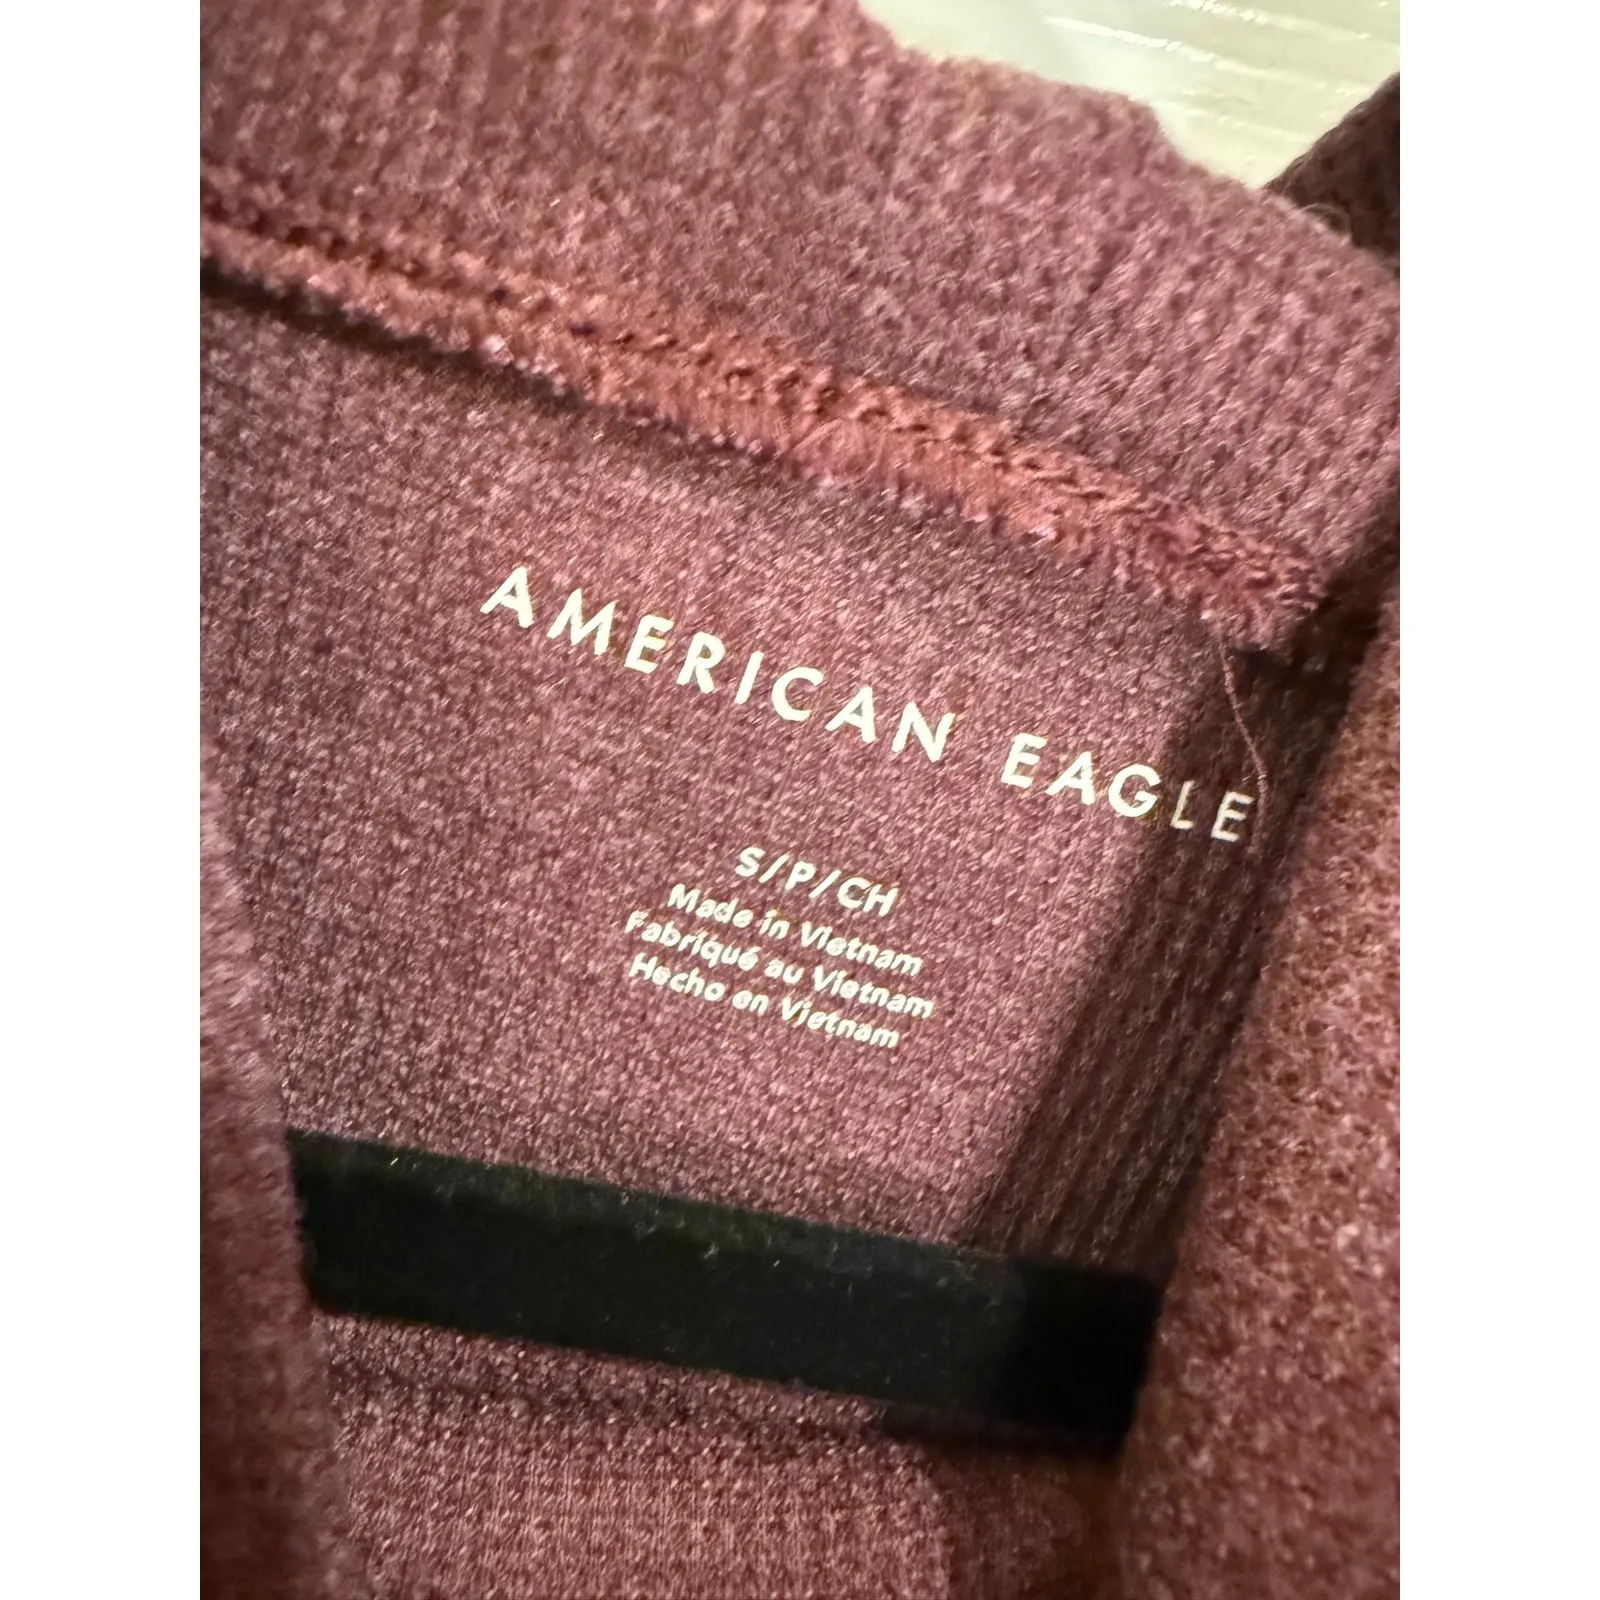 AMERICAN EAGLE
S/P/CH
Made in Vietnam
Fabriqué au Vietnam
Hecho en Vietnam